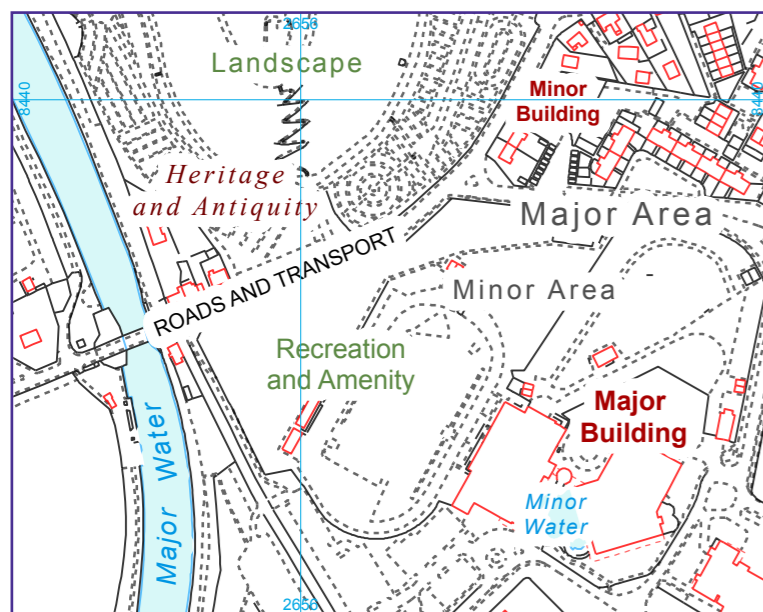 2656
8440
8440
Landscape
Minor
Building
Heritage
and Antiquity
Major Area
ROADS AND TRANSPORT
Minor Area
Recreation
and Amenity
Major
Building
Major Water
Minor
Water
2656